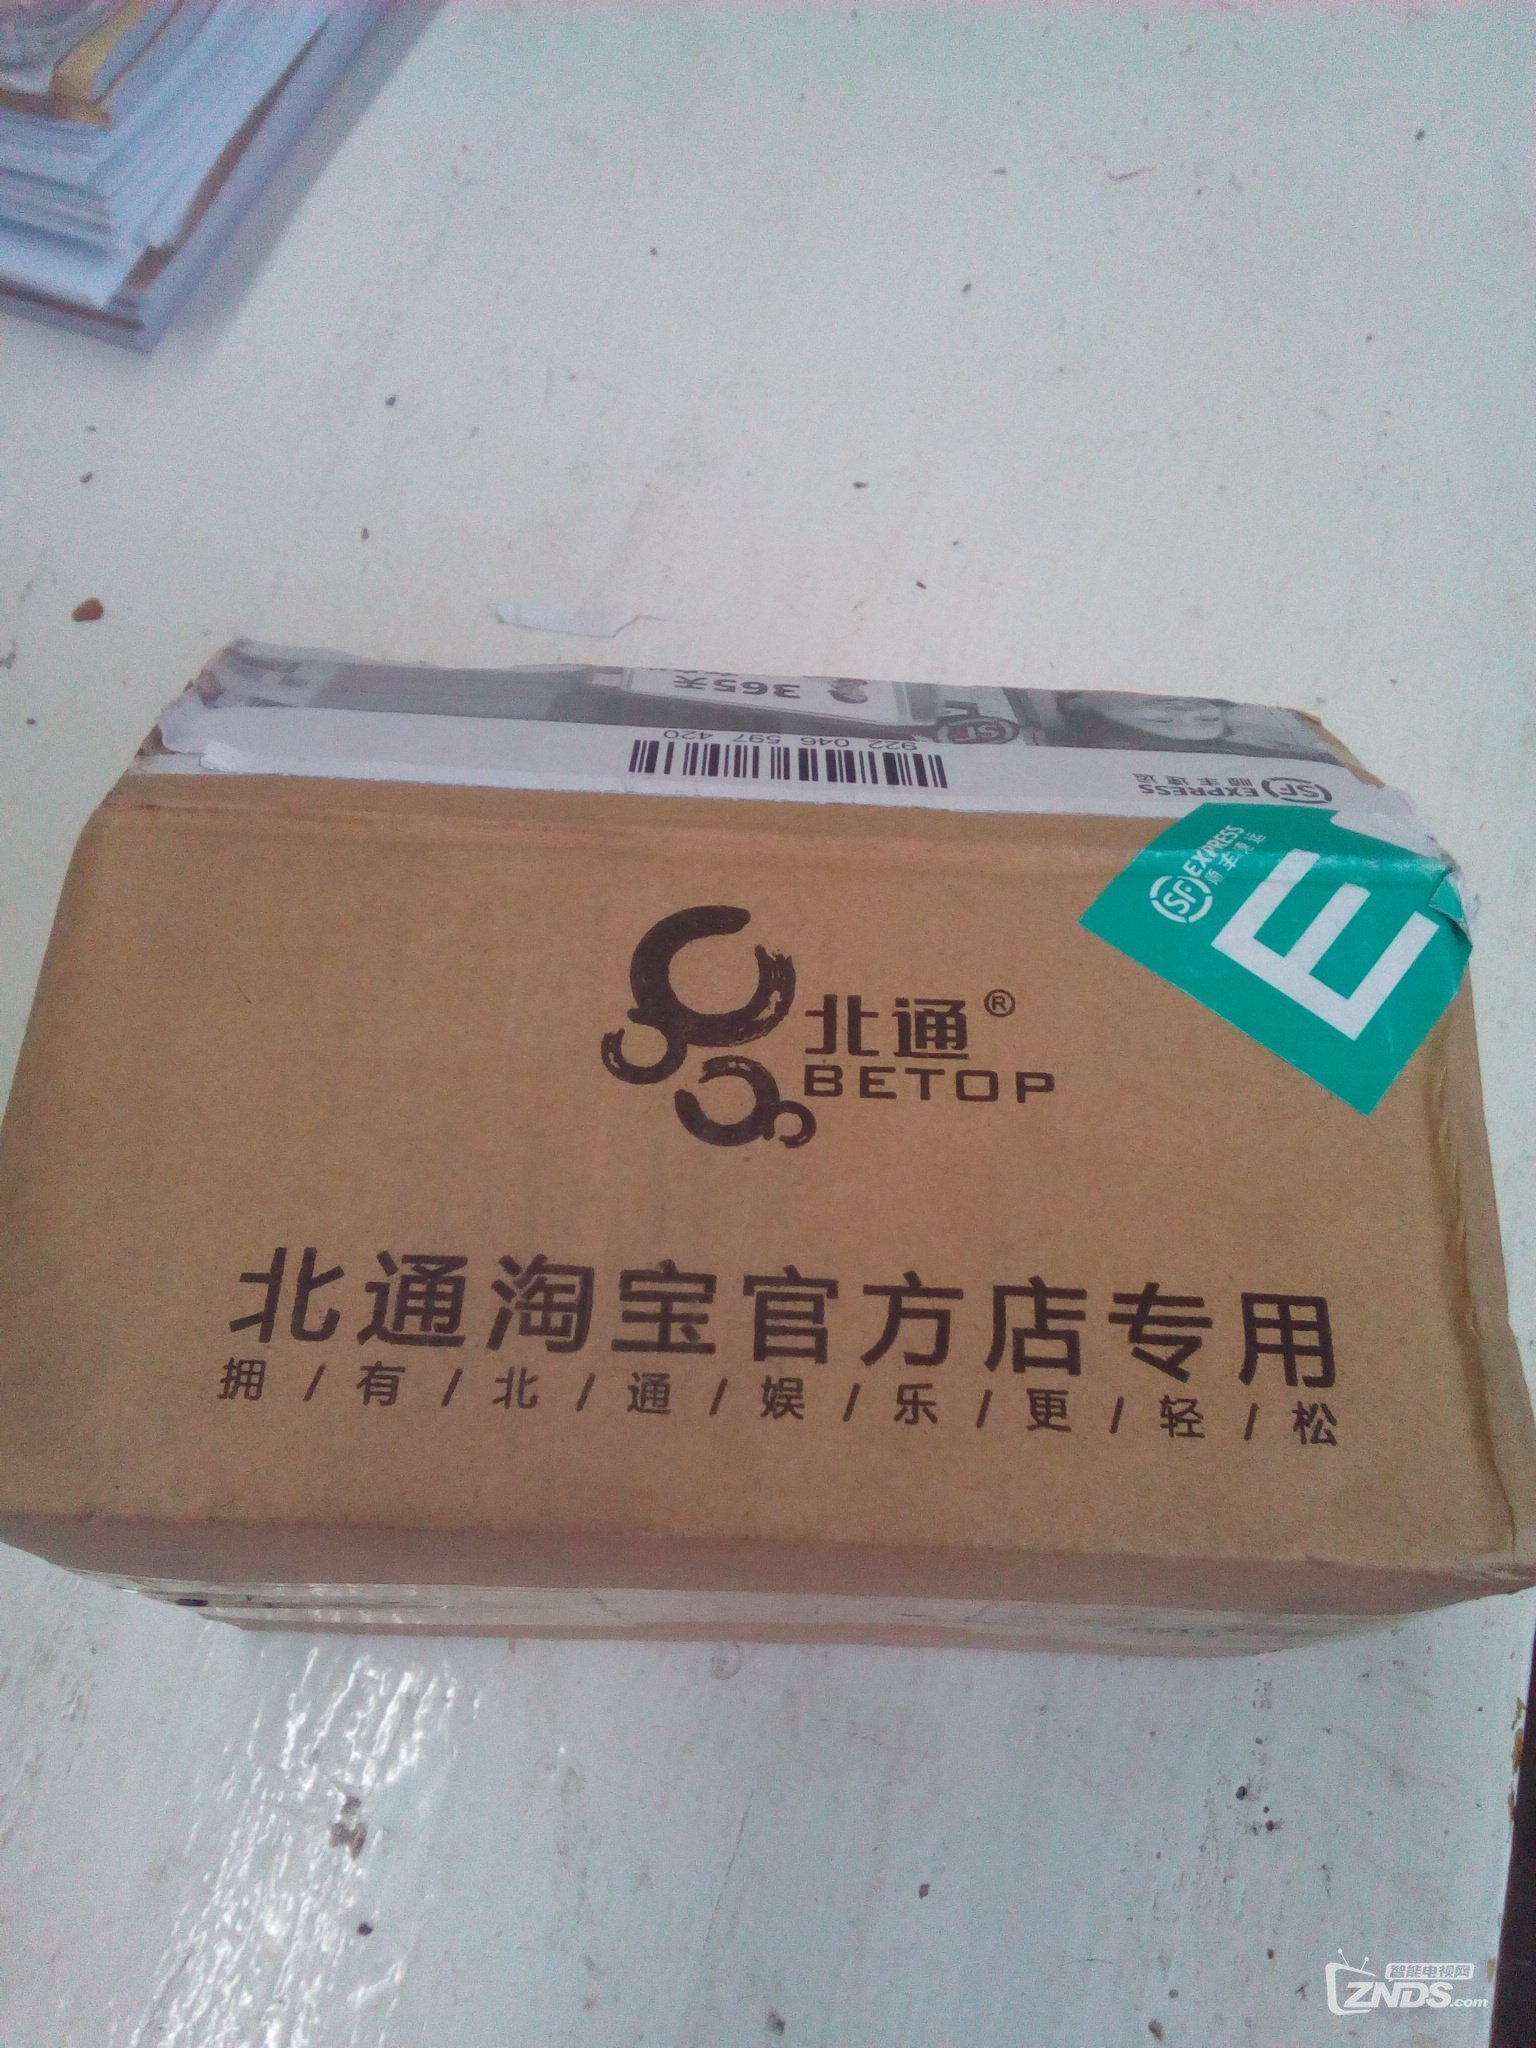 365天
922 046 597 420
SF EXPRESS
顺丰速运
SF EXPRESS
顺丰速运
E
北通®
BETOP
北通淘宝官方店专用
拥/有/北/通/娱/乐/更/轻/松
智能电视网
ZNDS.com